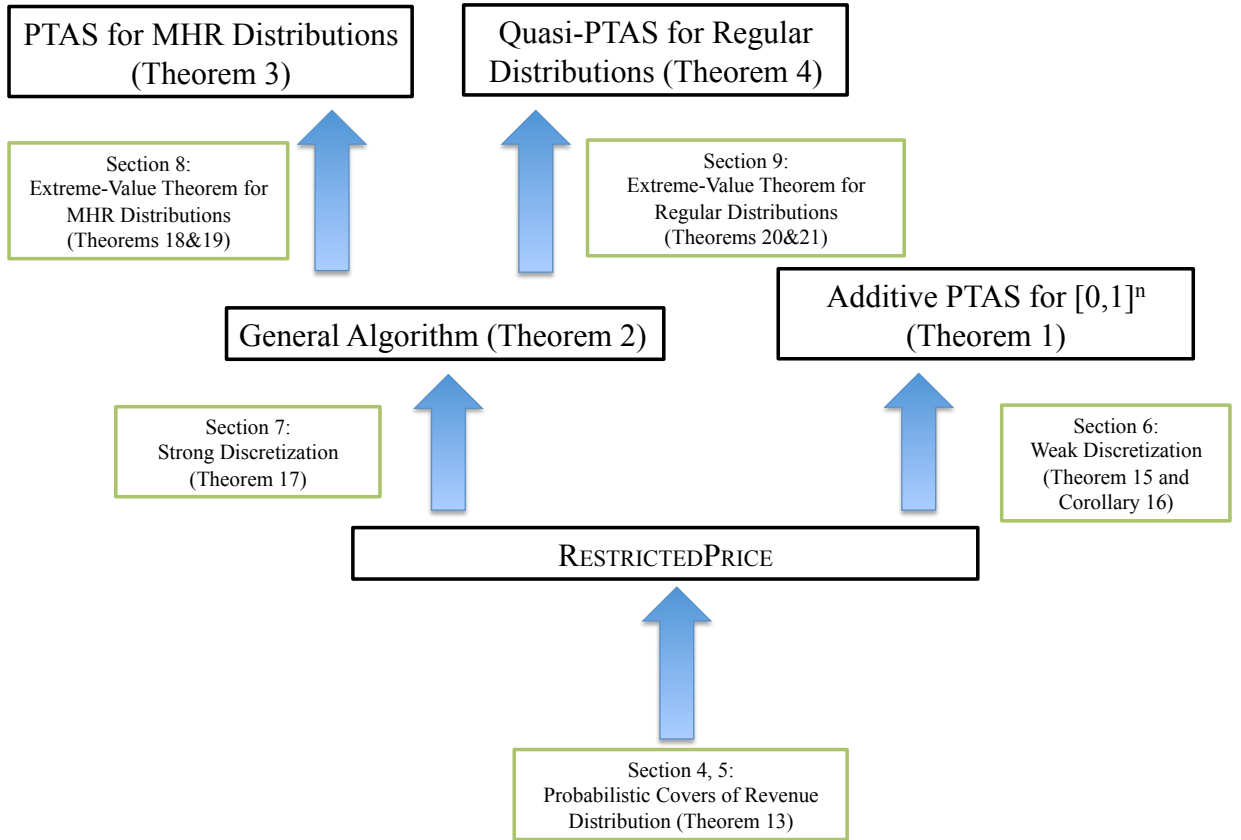 PTAS for MHR Distributions
(Theorem 3)
Quasi-PTAS for Regular
Distributions (Theorem 4)
Section 8:
Extreme-Value Theorem for
MHR Distributions
(Theorems 18&19)
Section 9:
Extreme-Value Theorem for
Regular Distributions
(Theorems 20&21)
General Algorithm (Theorem 2)
Additive PTAS for [0,1]ⁿ
(Theorem 1)
Section 7:
Strong Discretization
(Theorem 17)
Section 6:
Weak Discretization
(Theorem 15 and
Corollary 16)
RESTRICTEDPRICE
Section 4, 5:
Probabilistic Covers of Revenue
Distribution (Theorem 13)